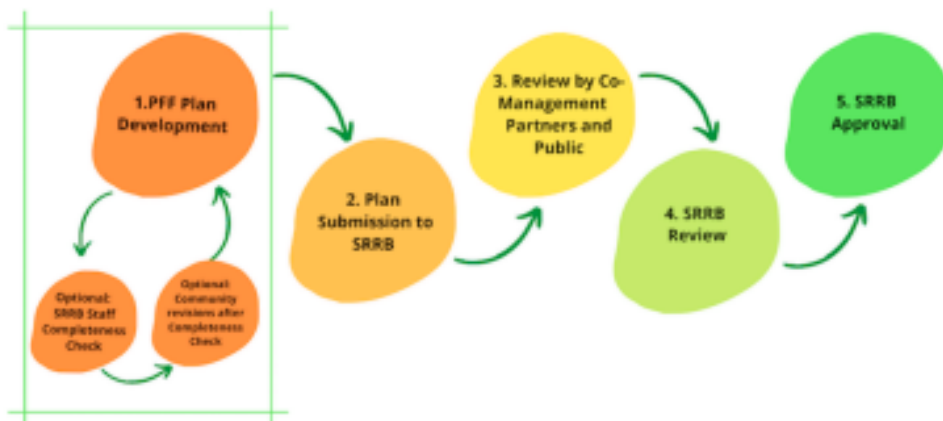 1.PFF Plan
Development
Optional:
SRRB Staff
Completeness
Check
Optional:
Community
revisions after
Completeness
Check
2. Plan
Submission to
SRRB
3. Review by Co-
Management
Partners and
Public
4. SRRB
Review
5. SRRB
Approval